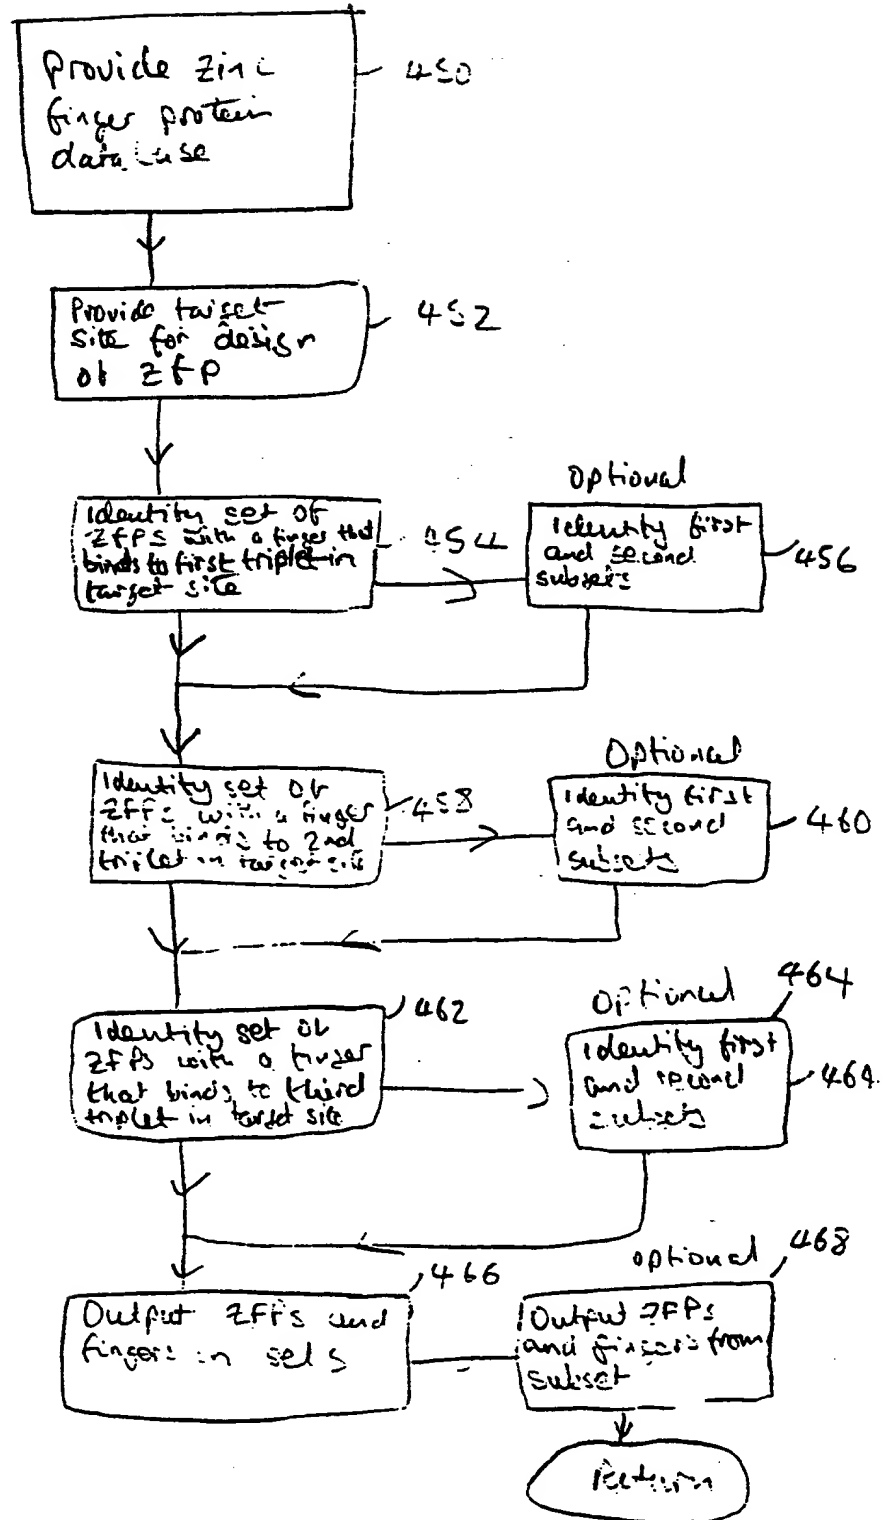 Provide zinc
finger protein
database
450
Provide target
site for design
of ZFP
452
Identify set of
ZFPs with a finger that
binds to first triplet in
target site
454
Optional
Identify first
and second
subsets
456
Identify set of
ZFPs with a finger
that binds to 2nd
triplet in target site
458
Optional
Identify first
and second
subsets
460
Identify set of
ZFPs with a finger
that binds to third
triplet in target site
462
Optional
464
Identify first
and second
subsets
464
Output ZFPs and
fingers in sets
466
optional
468
Output ZFPs
and fingers from
subset
Return